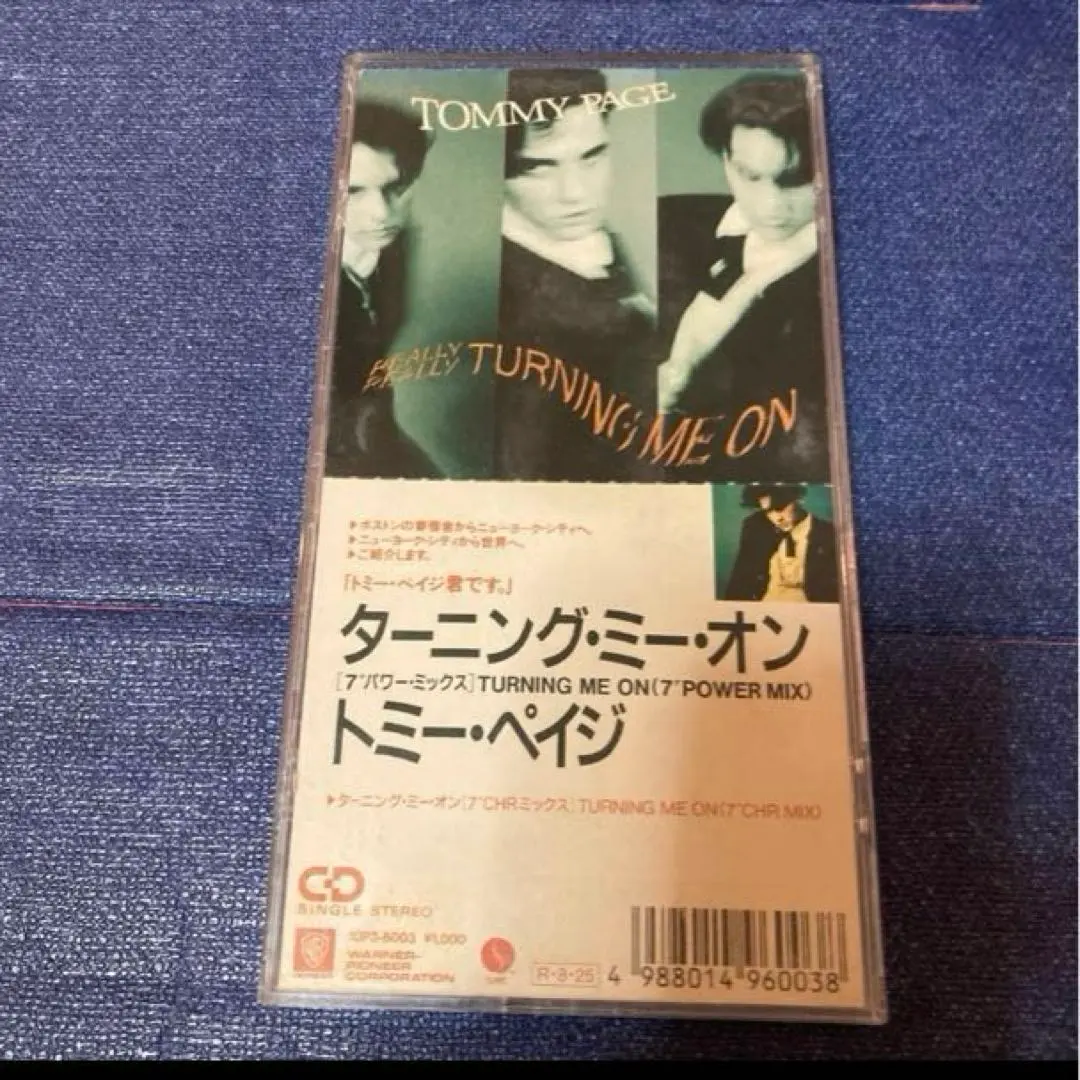 TOMMY PAGE
REALLY
REALLY TURNING ME ON
▶ボストンの寄宿舎からニューヨーク・シティへ。
▶ニューヨーク・シティから世界へ。
▶ご紹介します。
「トミー・ペイジ君です。」
ターニング・ミー・オン
[7"パワー・ミックス] TURNING ME ON (7"POWER MIX)
トミー・ペイジ
▶ターニング・ミー・オン[7"CHRミックス] TURNING ME ON (7"CHR MIX)
CD
SINGLE STEREO
10P3-6003 ¥1,000
WARNER-
PIONEER
CORPORATION
R-8・25
4 988014 960038